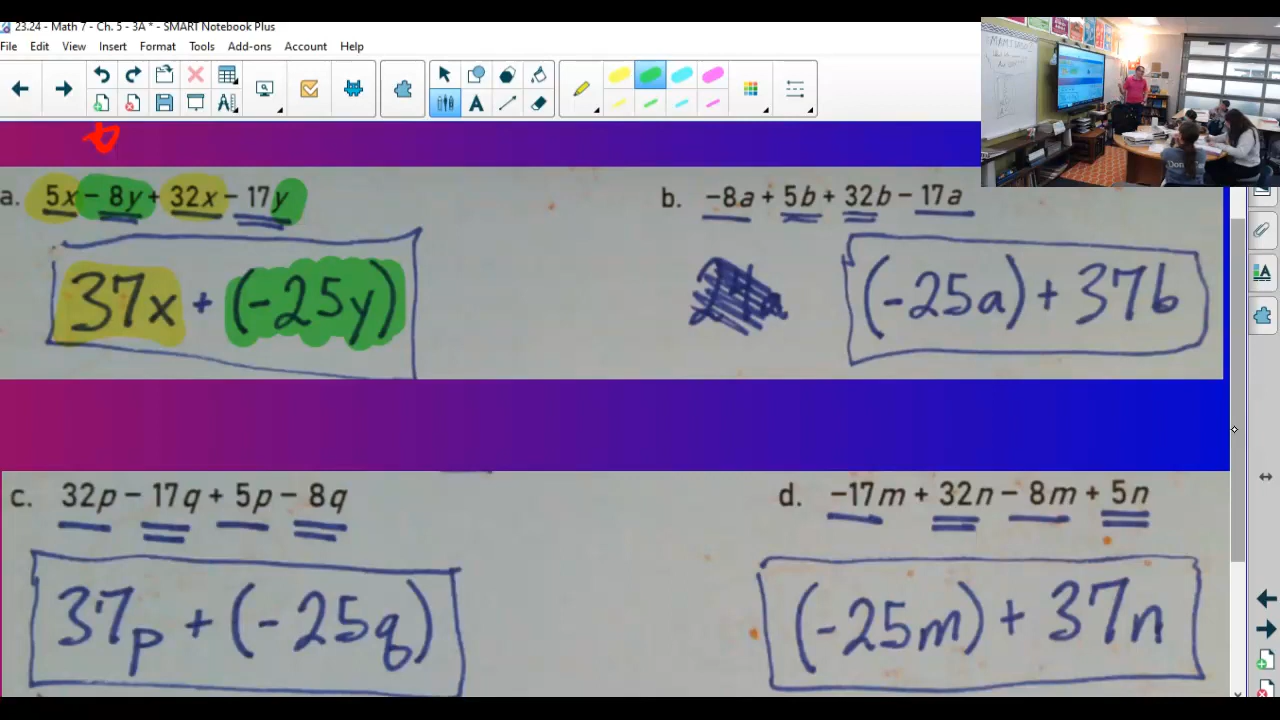 23.24 - Math 7 - Ch. 5 - 3A * - SMART Notebook Plus
File Edit View Insert Format Tools Add-ons Account Help
a. 5x – 8y + 32x – 17y
37x + (-25y)
b. –8a + 5b + 32b – 17a
(-25a) + 37b
c. 32p – 17q + 5p – 8q
37p + (-25q)
d. –17m + 32n – 8m + 5n
(-25m) + 37n